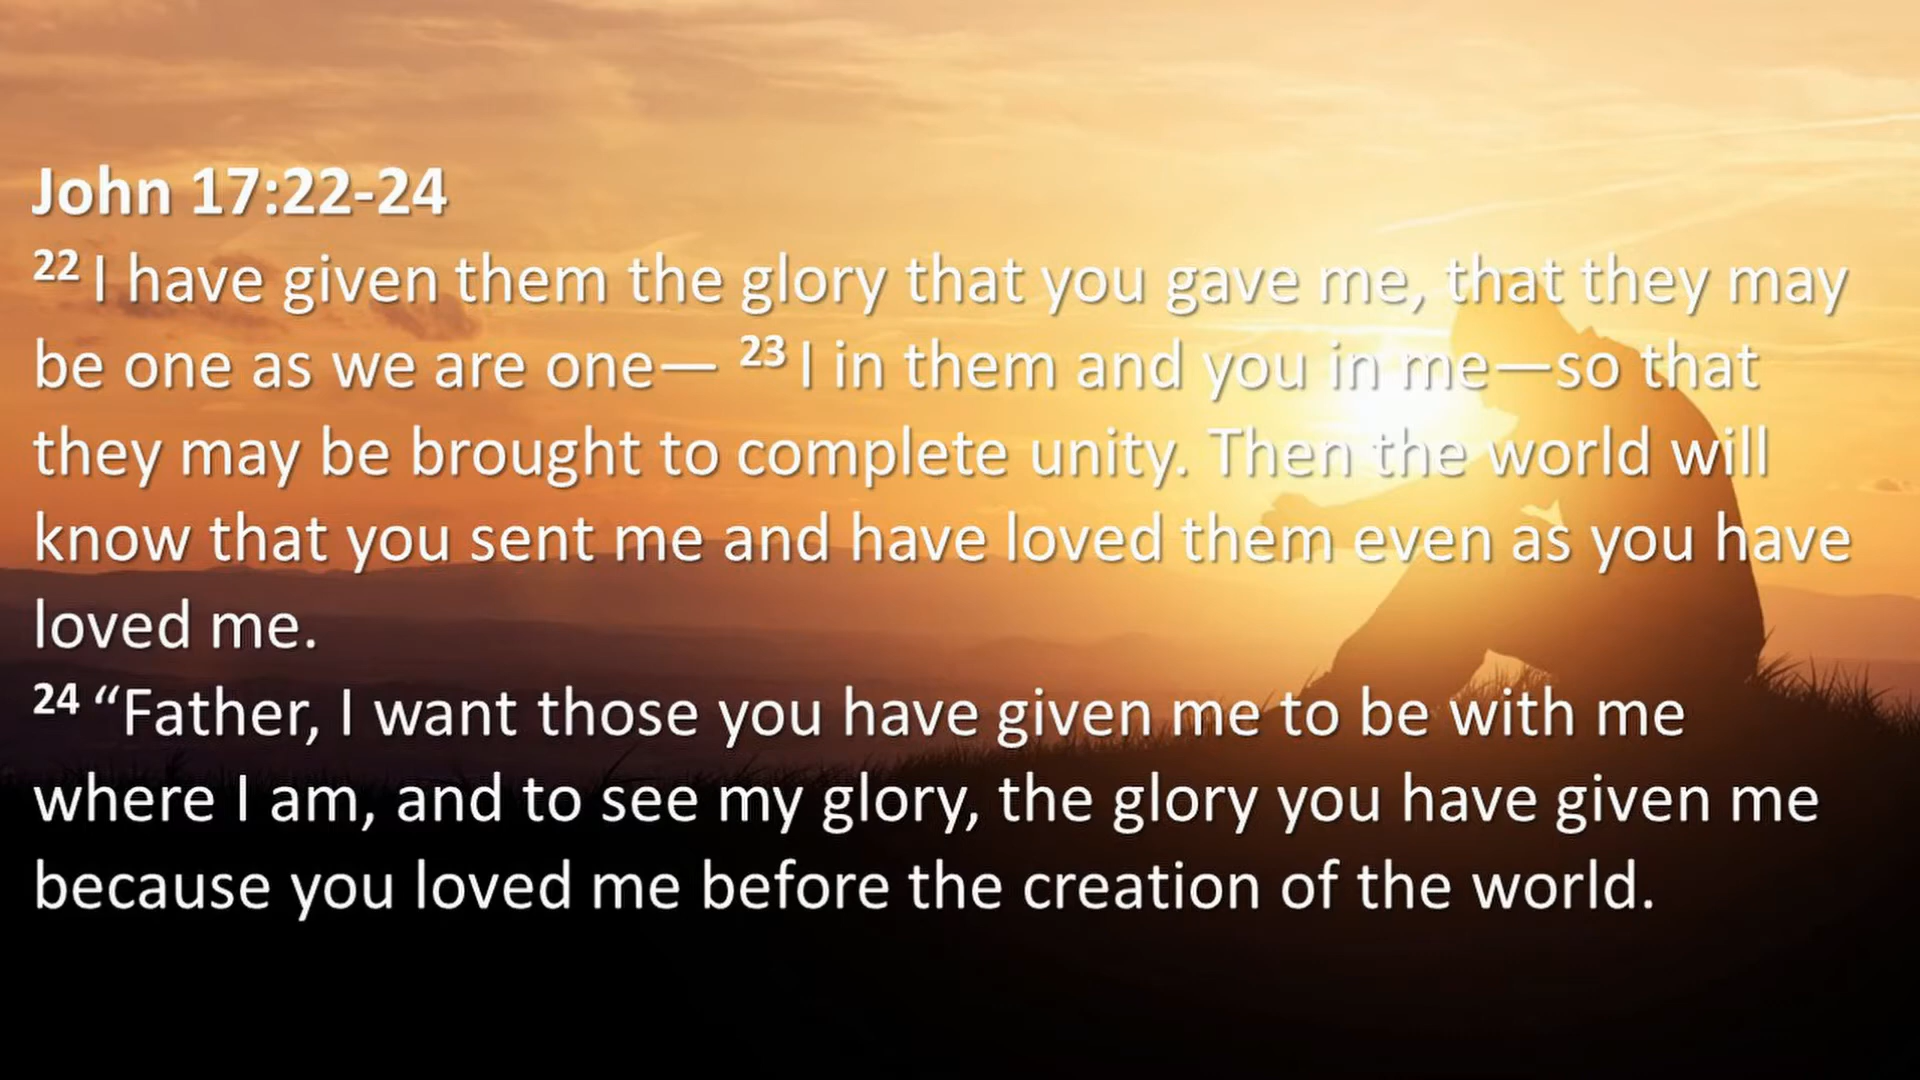 John 17:22-24
22 I have given them the glory that you gave me, that they may
be one as we are one— 23 I in them and you in me—so that
they may be brought to complete unity. Then the world will
know that you sent me and have loved them even as you have
loved me.
24 “Father, I want those you have given me to be with me
where I am, and to see my glory, the glory you have given me
because you loved me before the creation of the world.